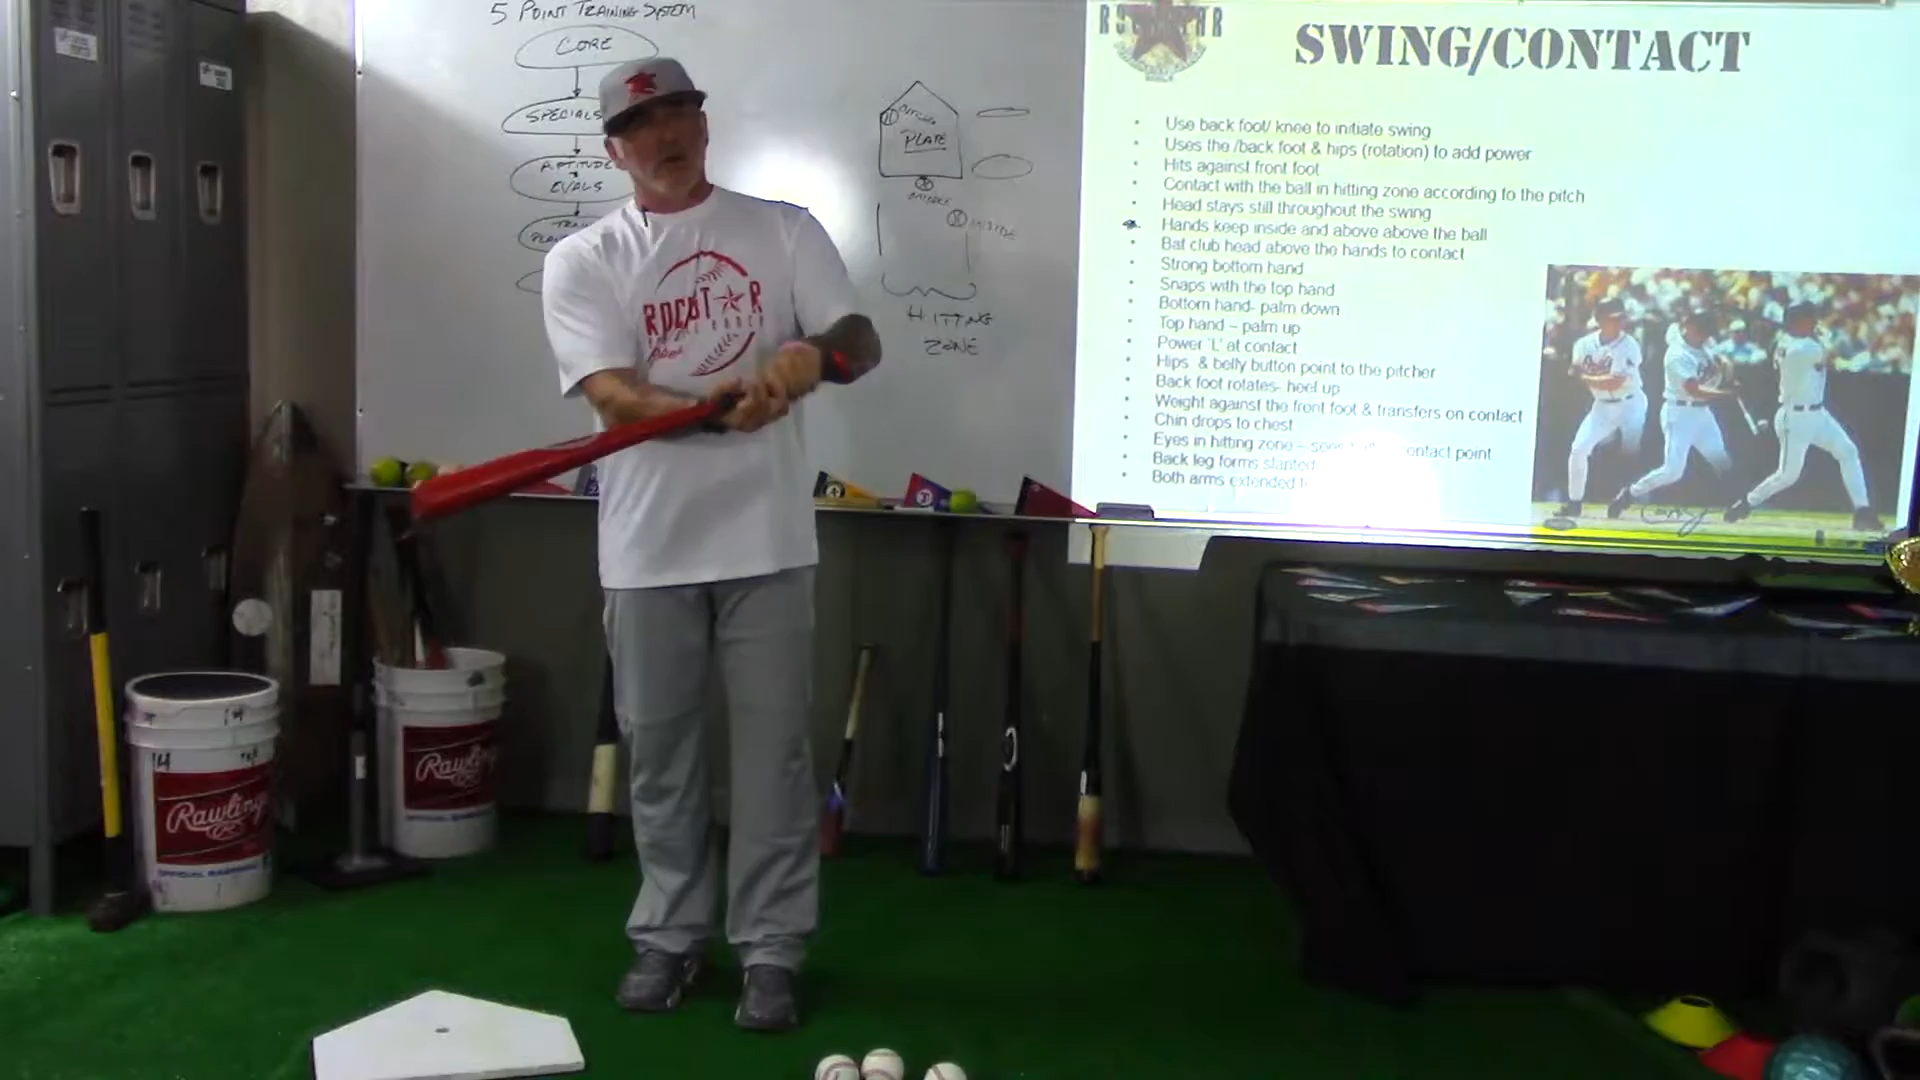 5 POINT TRAINING SYSTEM
CORE
SPECIALS
APTITUDE
EVALS
PLATE
MIDDLE
INSIDE
HITTING
ZONE
SWING/CONTACT
Use back foot/ knee to initiate swing
Uses the /back foot & hips (rotation) to add power
Hits against front foot
Contact with the ball in hitting zone according to the pitch
Head stays still throughout the swing
Hands keep inside and above above the ball
Bat club head above the hands to contact
Strong bottom hand
Snaps with the top hand
Bottom hand- palm down
Top hand – palm up
Power 'L' at contact
Hips & belly button point to the pitcher
Back foot rotates- heel up
Weight against the front foot & transfers on contact
Chin drops to chest
Eyes in hitting zone – contact point
Back leg forms slanted
Both arms extended
ROCKST★R
Rawlings
Rawlings